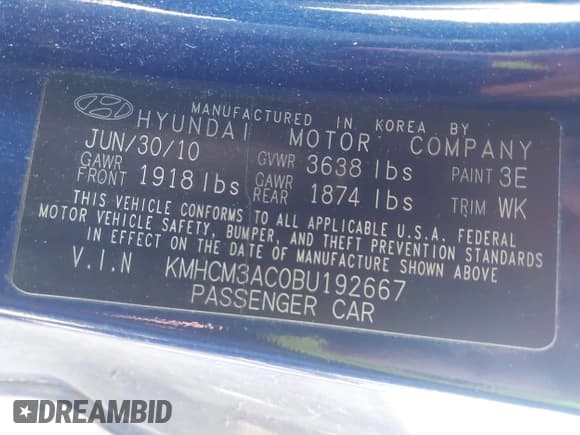 MANUFACTURED IN KOREA BY
HYUNDAI MOTOR COMPANY
JUN/30/10 GVWR 3638 lbs PAINT 3E
GAWR FRONT 1918 lbs GAWR REAR 1874 lbs TRIM WK
THIS VEHICLE CONFORMS TO ALL APPLICABLE U.S.A. FEDERAL
MOTOR VEHICLE SAFETY, BUMPER, AND THEFT PREVENTION STANDARDS
IN EFFECT ON THE DATE OF MANUFACTURE SHOWN ABOVE
V.I.N KMHCM3AC0BU192667
PASSENGER CAR
DREAMBID